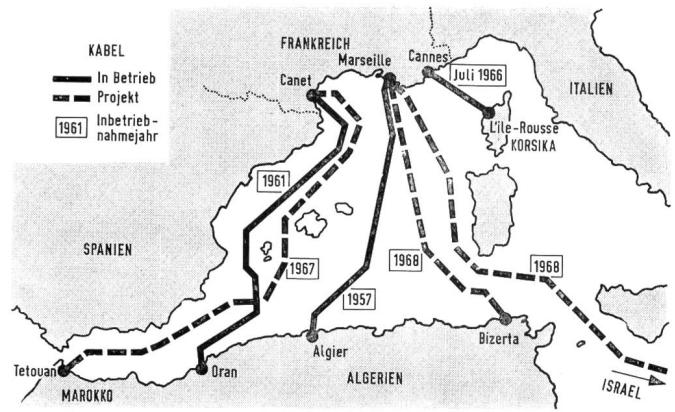 KABEL
In Betrieb
Projekt
1961
Inbetrieb-
nahmejahr
FRANKREICH
Marseille
Cannes
Canet
Juli 1966
ITALIEN
L'ile-Rousse
KORSIKA
1961
SPANIEN
1967
1968
1968
1957
Algier
Bizerta
Tetouan
Oran
MAROKKO
ALGERIEN
ISRAEL